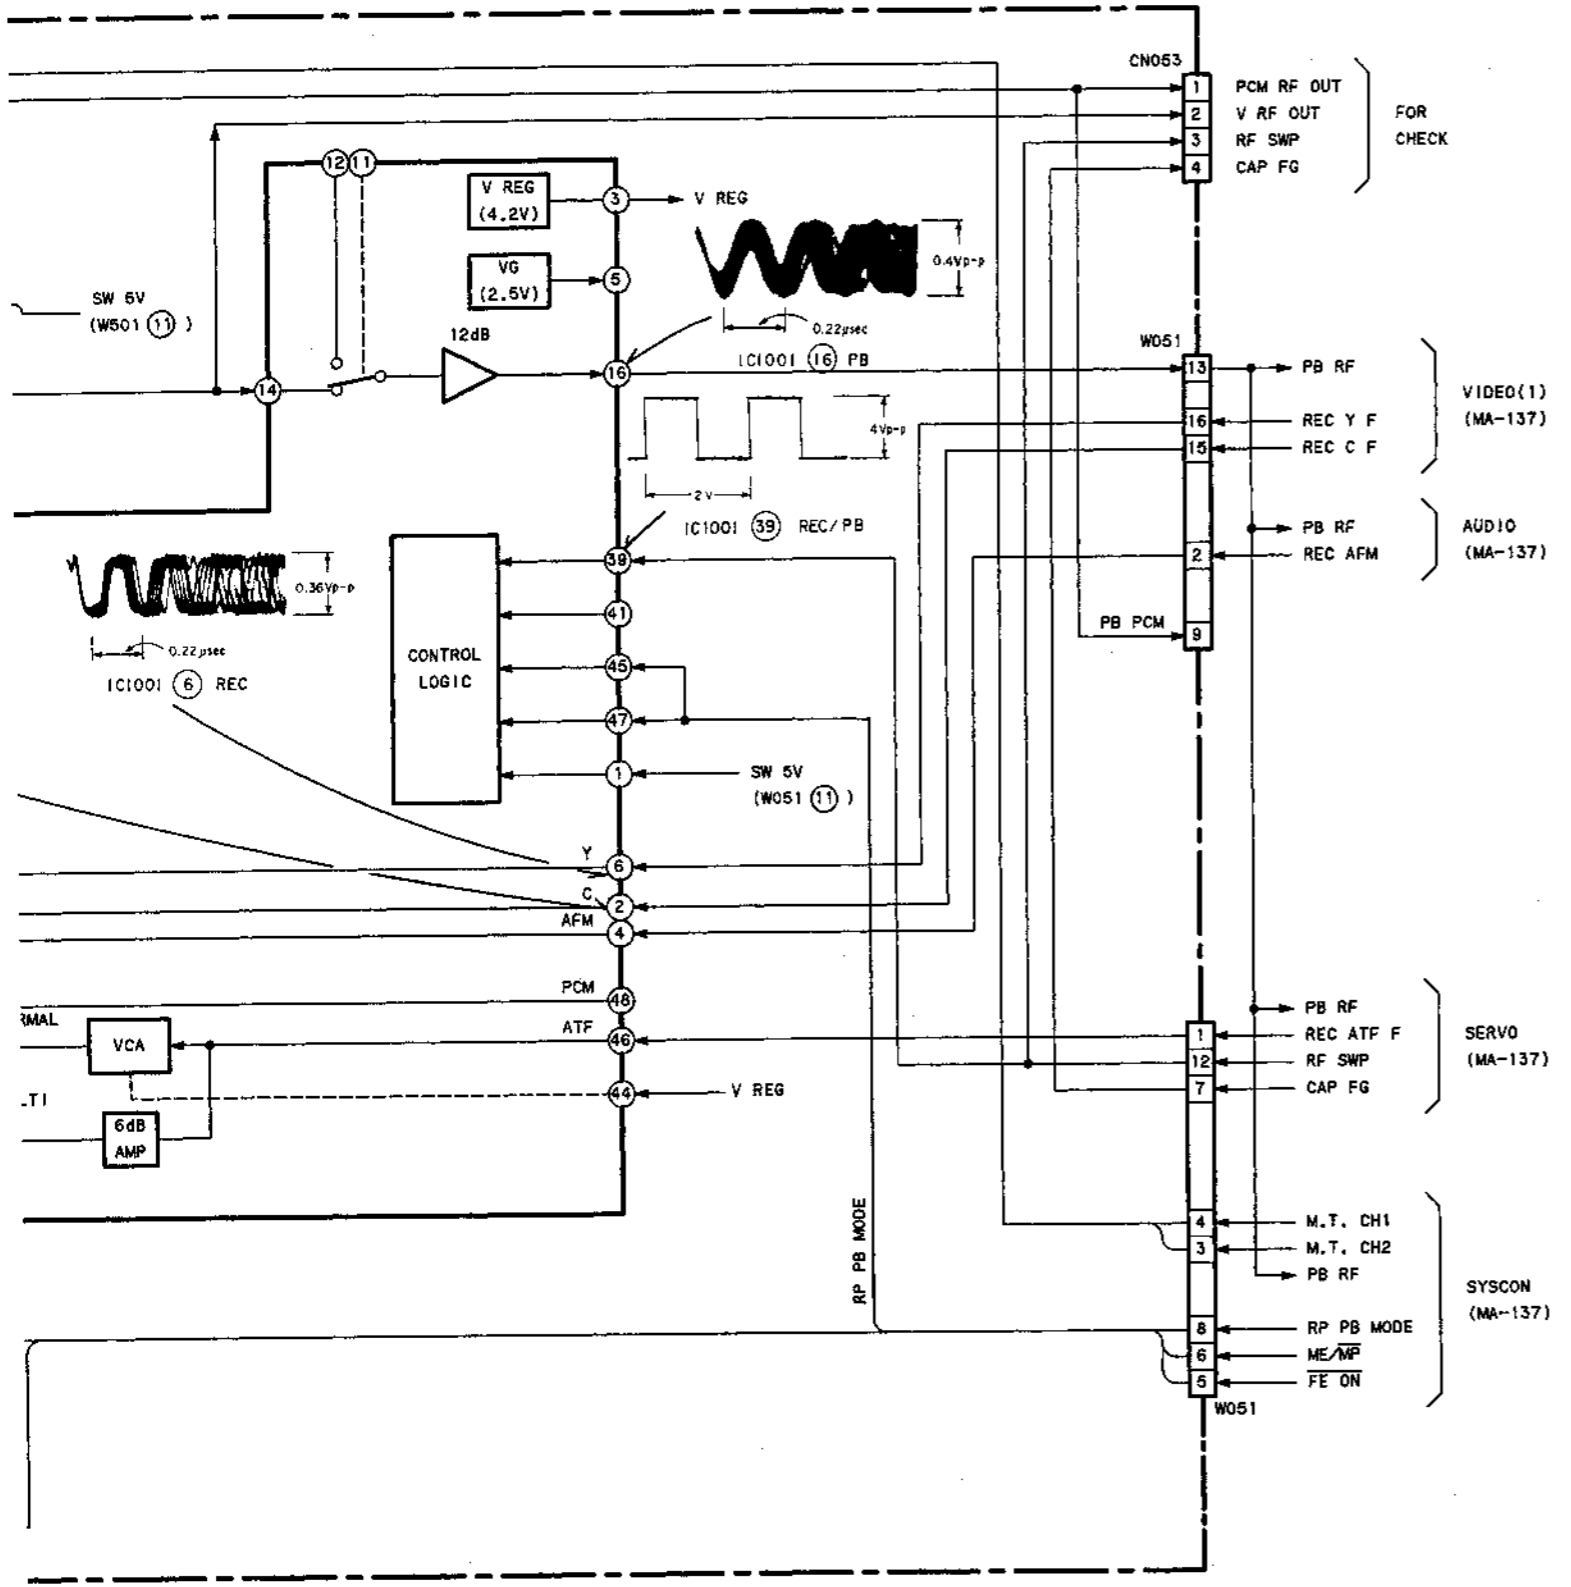 CN053
1 PCM RF OUT
2 V RF OUT
3 RF SWP
4 CAP FG
FOR
CHECK
12 11
V REG
(4.2V)
3
V REG
VG
(2.5V)
5
0.4Vp-p
0.22μsec
IC1001 16 PB
SW 5V
(W501 11 )
12dB
14
16
W051
13 PB RF
16 REC Y F
15 REC C F
VIDEO(1)
(MA-137)
4Vp-p
2V
IC1001 39 REC/PB
PB RF
2 REC AFM
AUDIO
(MA-137)
PB PCM
9
0.36Vp-p
0.22μsec
IC1001 6 REC
CONTROL
LOGIC
39
41
45
47
1
SW 5V
(W051 11 )
Y
6
C
2
AFM
4
PCM
48
ATF
46
44
V REG
RMAL
VCA
LTI
6dB
AMP
PB RF
1 REC ATF F
12 RF SWP
7 CAP FG
SERVO
(MA-137)
RP PB MODE
4 M.T. CH1
3 M.T. CH2
PB RF
8 RP PB MODE
6 ME/MP
5 FE ON
SYSCON
(MA-137)
W051